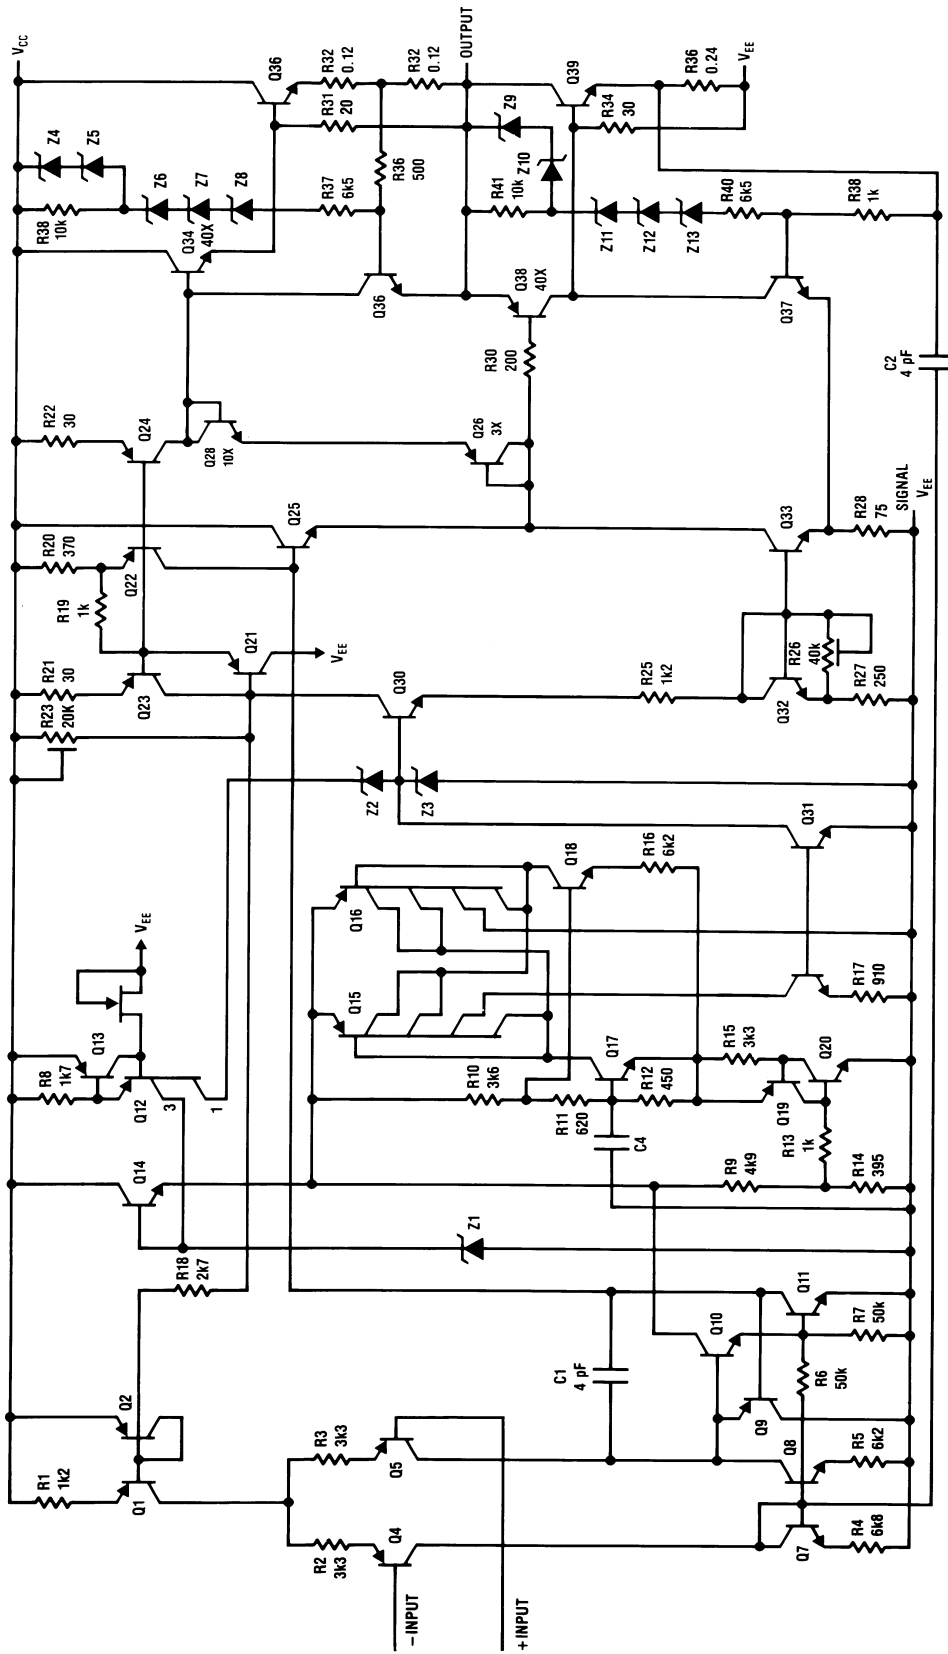 V_CC
Z4
Z5
Q36
R32
0.12
R38
10k
Z6
Z7
Z8
R31
20
R32
0.12
OUTPUT
Q34
40X
R37
6k5
R36
500
Q36
Z9
Q39
R36
0.24
V_EE
R34
30
R41
10k
Z10
Z11
Z12
Z13
R40
6k5
R38
1k
Q38
40X
R30
200
Q37
C2
4 pF
R22
30
Q24
Q28
10X
Q26
3X
R20
370
R19
1k
Q22
Q25
Q33
R28
75
SIGNAL
V_EE
R21
30
R23
20K
Q23
Q21
V_EE
Q30
R25
1k2
R26
40k
Q32
R27
250
Z2
Z3
Q31
V_EE
Q16
Q18
R16
6k2
Q15
R17
910
Q13
R8
1k7
Q12
3
1
R10
3k6
Q17
R15
3k3
Q20
R11
620
R12
450
Q19
C4
R13
1k
Q14
R9
4k9
R14
395
Z1
R18
2k7
Q11
Q10
R7
50k
C1
4 pF
R6
50k
Q2
Q9
R3
3k3
Q5
Q8
R5
6k2
R1
1k2
Q1
R2
3k3
Q4
Q7
R4
6k8
–INPUT
+INPUT